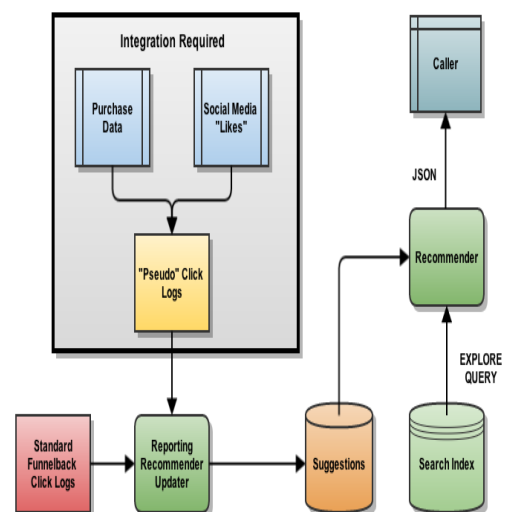 Integration Required
Caller
Purchase
Data
Social Media
"Likes"
JSON
"Pseudo" Click
Logs
Recommender
EXPLORE
QUERY
Standard
Funnelback
Click Logs
Reporting
Recommender
Updater
Suggestions
Search Index